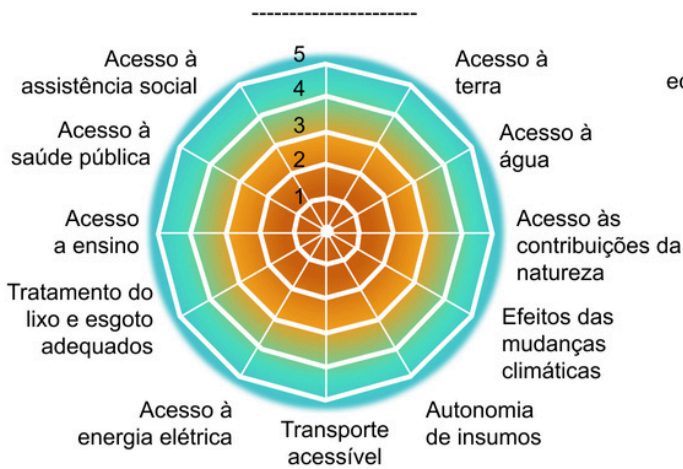 ----------------------
Acesso à
assistência social
Acesso à
saúde pública
Acesso
a ensino
Tratamento do
lixo e esgoto
adequados
Acesso à
energia elétrica
Transporte
acessível
Autonomia
de insumos
Efeitos das
mudanças
climáticas
Acesso às
contribuições da
natureza
Acesso à
água
Acesso à
terra
5
4
3
2
1